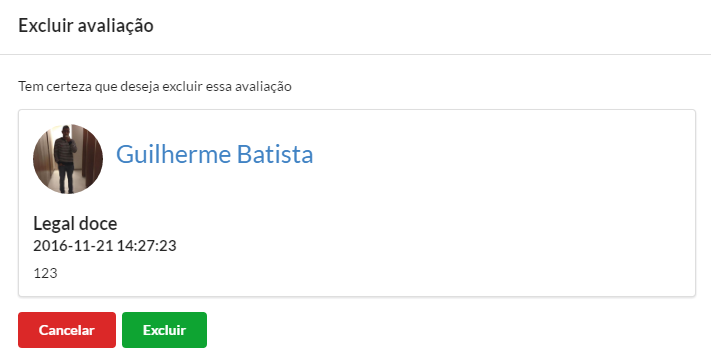 Excluir avaliação
Tem certeza que deseja excluir essa avaliação
Guilherme Batista
Legal doce
2016-11-21 14:27:23
123
Cancelar Excluir